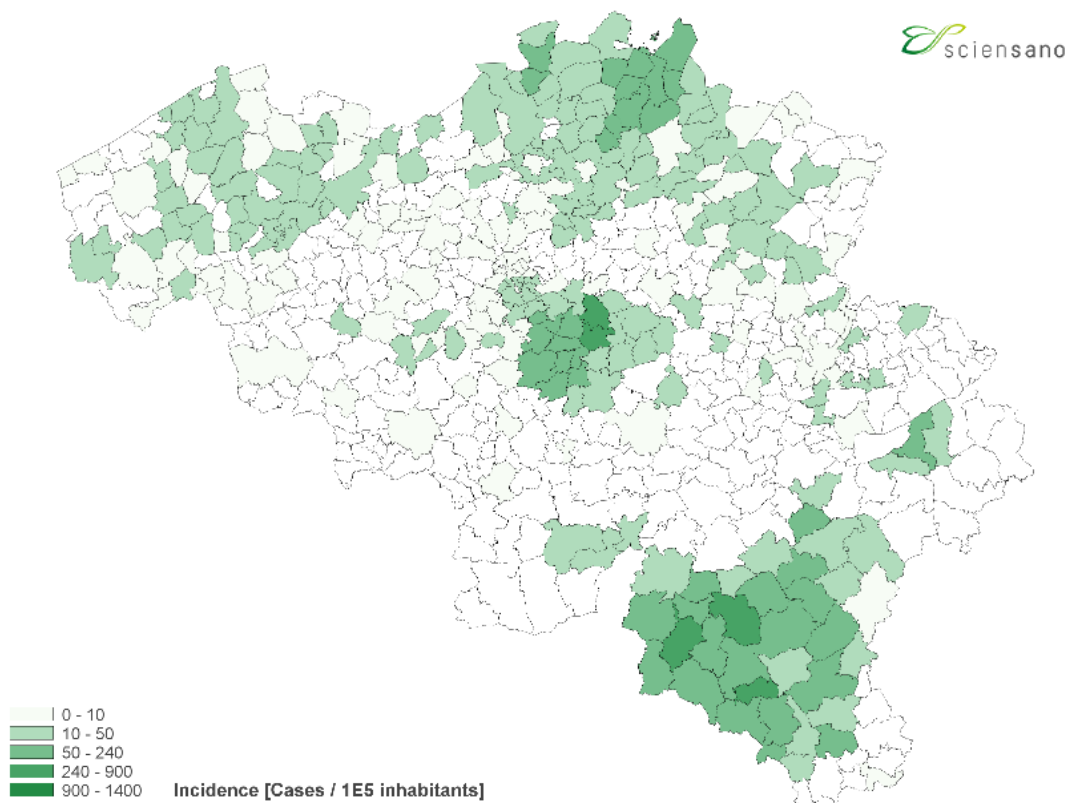 sciensano
0 - 10
10 - 50
50 - 240
240 - 900
900 - 1400
Incidence [Cases / 1E5 inhabitants]